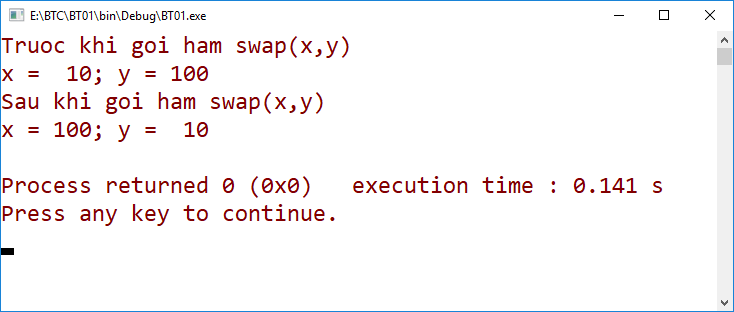 E:\BTC\BT01\bin\Debug\BT01.exe
Truoc khi goi ham swap(x,y)
x =  10; y = 100
Sau khi goi ham swap(x,y)
x = 100; y =  10
Process returned 0 (0x0)   execution time : 0.141 s
Press any key to continue.